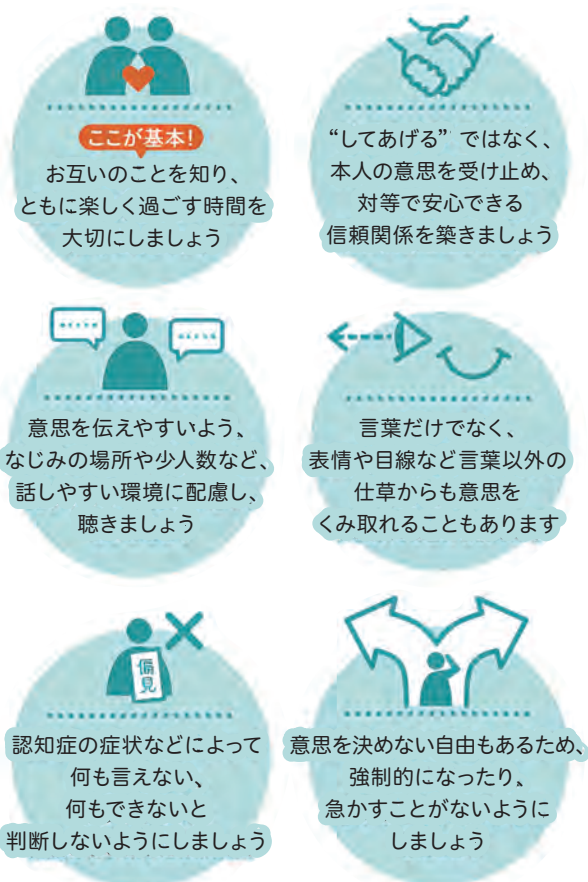 ここが基本!
お互いのことを知り、
ともに楽しく過ごす時間を
大切にしましょう
“してあげる”ではなく、
本人の意思を受け止め、
対等で安心できる
信頼関係を築きましょう
意思を伝えやすいよう、
なじみの場所や少人数など、
話しやすい環境に配慮し、
聴きましょう
言葉だけでなく、
表情や目線など言葉以外の
仕草からも意思を
くみ取れることもあります
偏見
認知症の症状などによって
何も言えない、
何もできないと
判断しないようにしましょう
意思を決めない自由もあるため、
強制的になったり、
急かすことがないように
しましょう